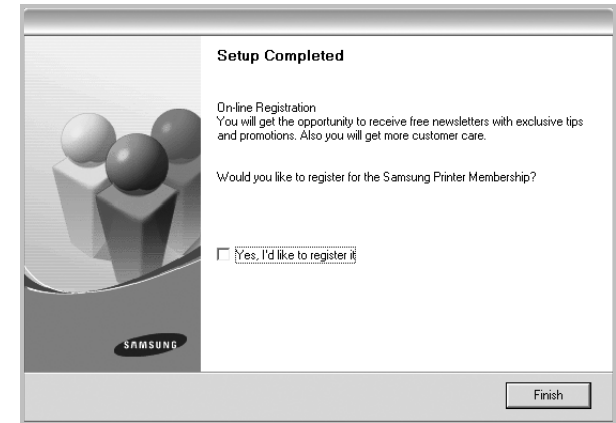 Setup Completed
On-line Registration
You will get the opportunity to receive free newsletters with exclusive tips
and promotions. Also you will get more customer care.
Would you like to register for the Samsung Printer Membership?
Yes, I'd like to register it
SAMSUNG
Finish